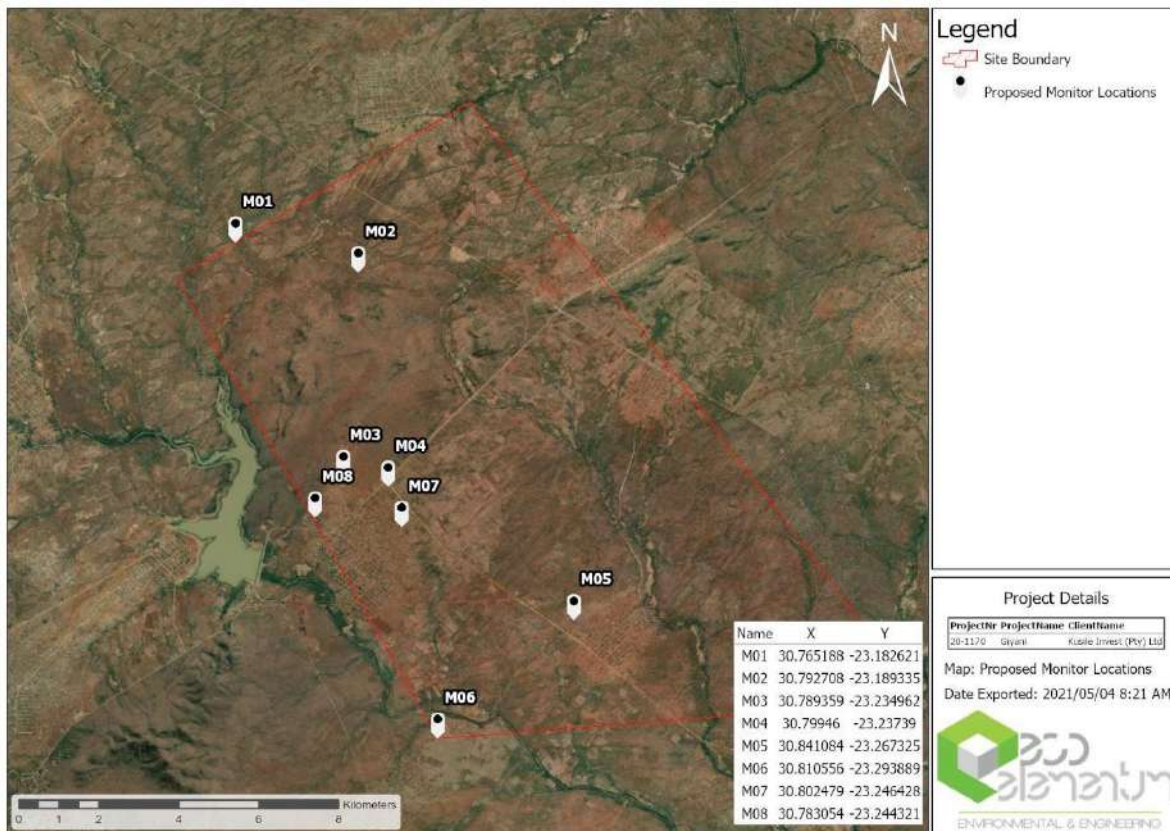 Legend
Site Boundary
Proposed Monitor Locations
N
M01
M02
M03
M04
M08
M07
M05
M06
Name X Y
M01 30.765188 -23.182621
M02 30.792708 -23.189335
M03 30.789359 -23.234962
M04 30.79946 -23.23739
M05 30.841084 -23.267325
M06 30.810556 -23.293889
M07 30.802479 -23.246428
M08 30.783054 -23.244321
Kilometers
0 1 2 4 6 8
Project Details
ProjectNr ProjectName ClientName
20-1170 Giyani Kusile Invest (Pty) Ltd
Map: Proposed Monitor Locations
Date Exported: 2021/05/04 8:21 AM
eco
elementum
ENVIRONMENTAL & ENGINEERING